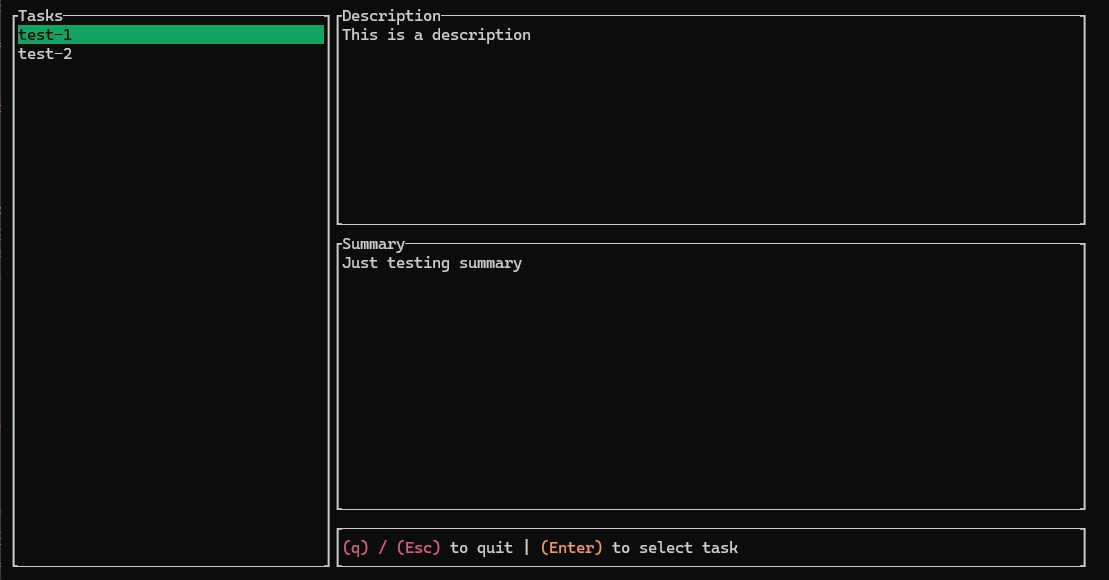 Tasks
test-1
test-2
Description
This is a description
Summary
Just testing summary
(q) / (Esc) to quit | (Enter) to select task